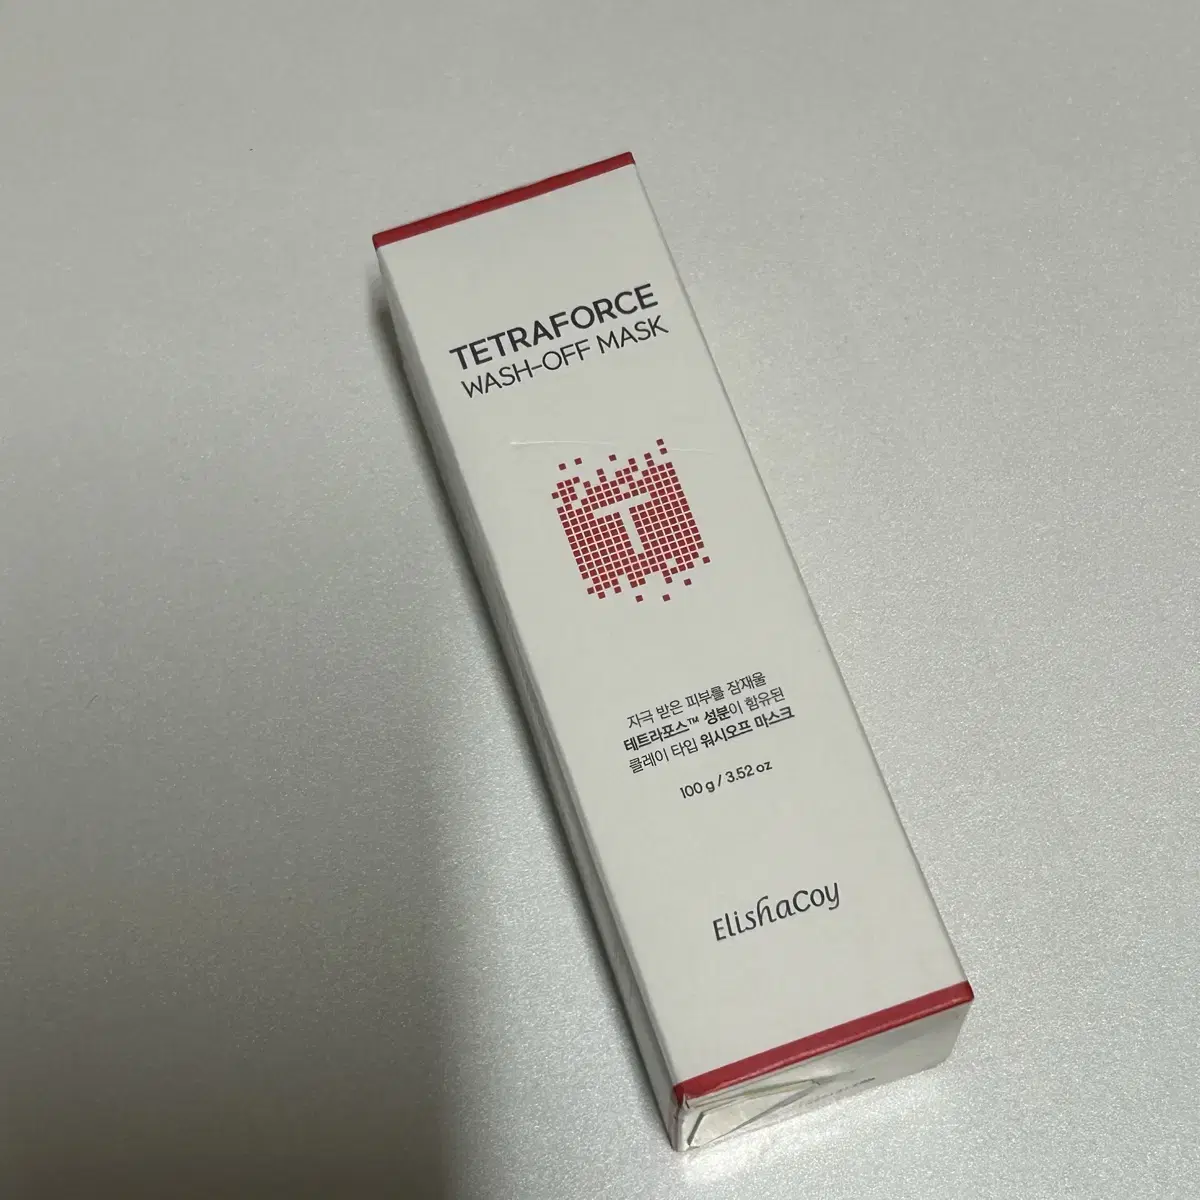 TETRAFORCE
WASH-OFF MASK
T
자극 받은 피부를 잠재울
테트라포스™ 성분이 함유된
클레이 타입 워시오프 마스크
100 g / 3.52 oz
ElishaCoy